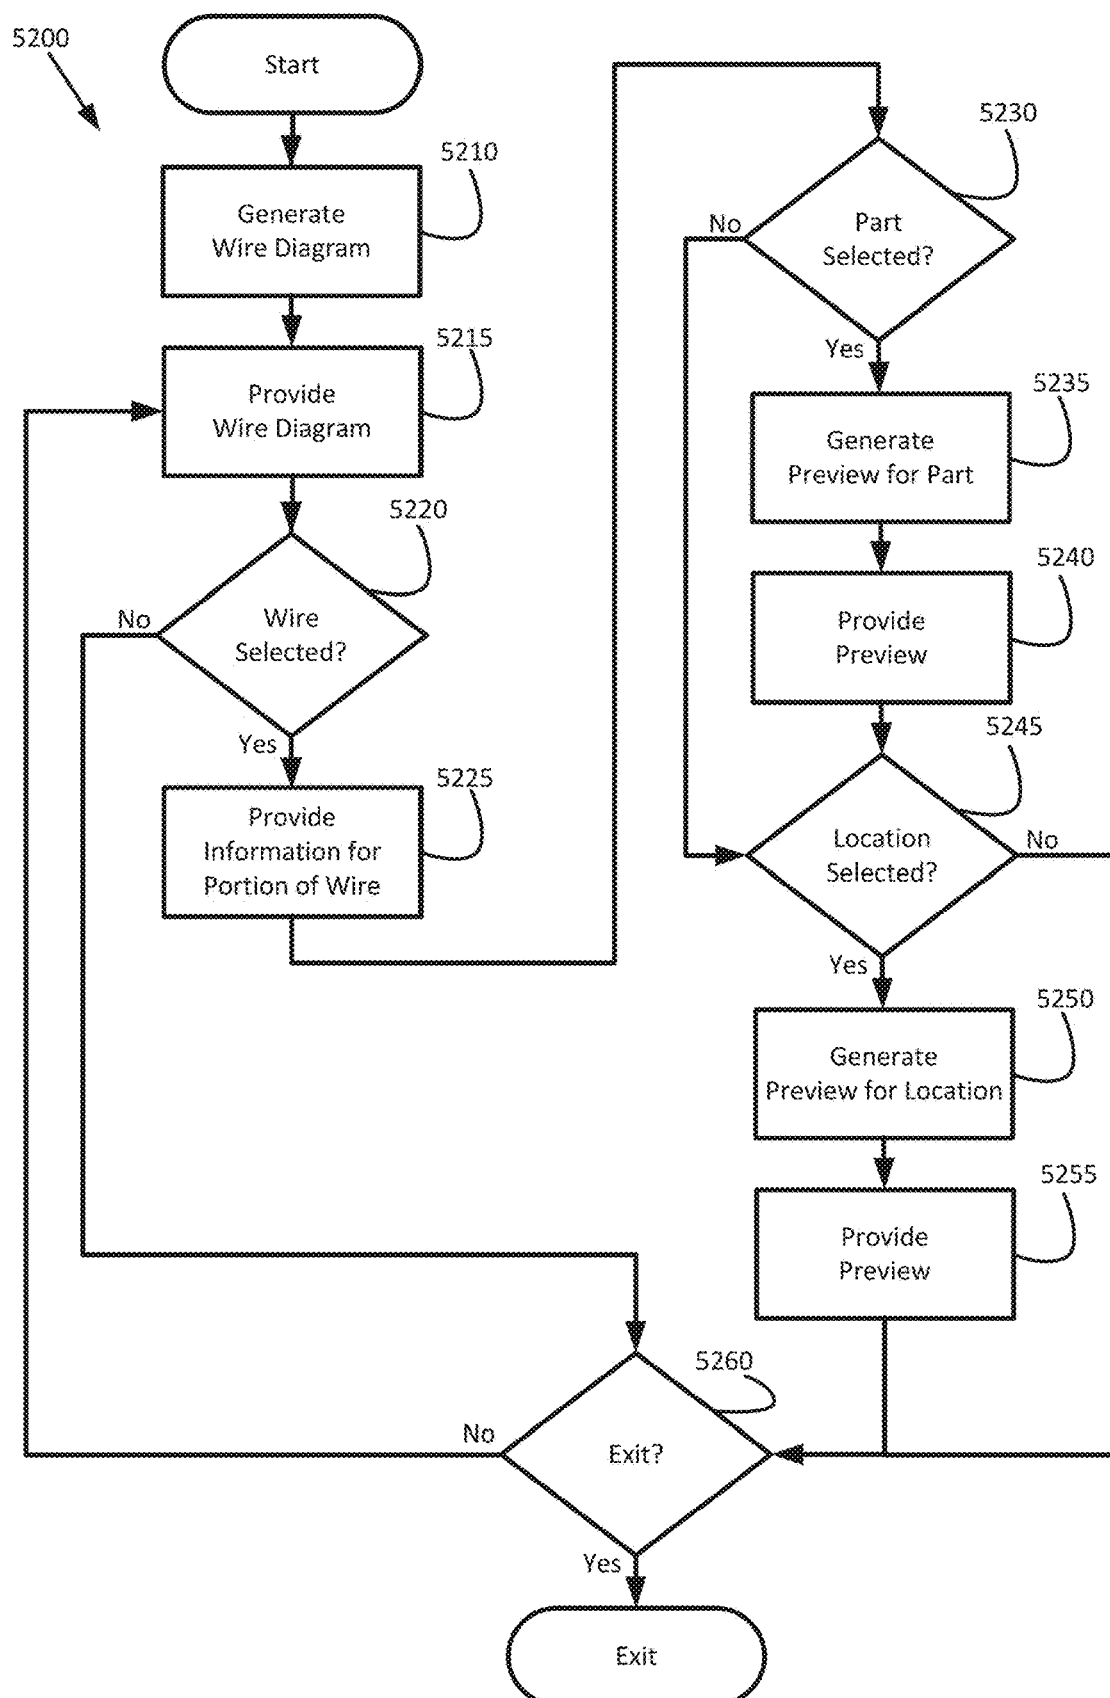 5200
Start
5210
Generate
Wire Diagram
5215
Provide
Wire Diagram
5220
No
Wire
Selected?
Yes
5225
Provide
Information for
Portion of Wire
5230
No
Part
Selected?
Yes
5235
Generate
Preview for Part
5240
Provide
Preview
5245
Location
Selected?
No
Yes
5250
Generate
Preview for Location
5255
Provide
Preview
5260
No
Exit?
Yes
Exit